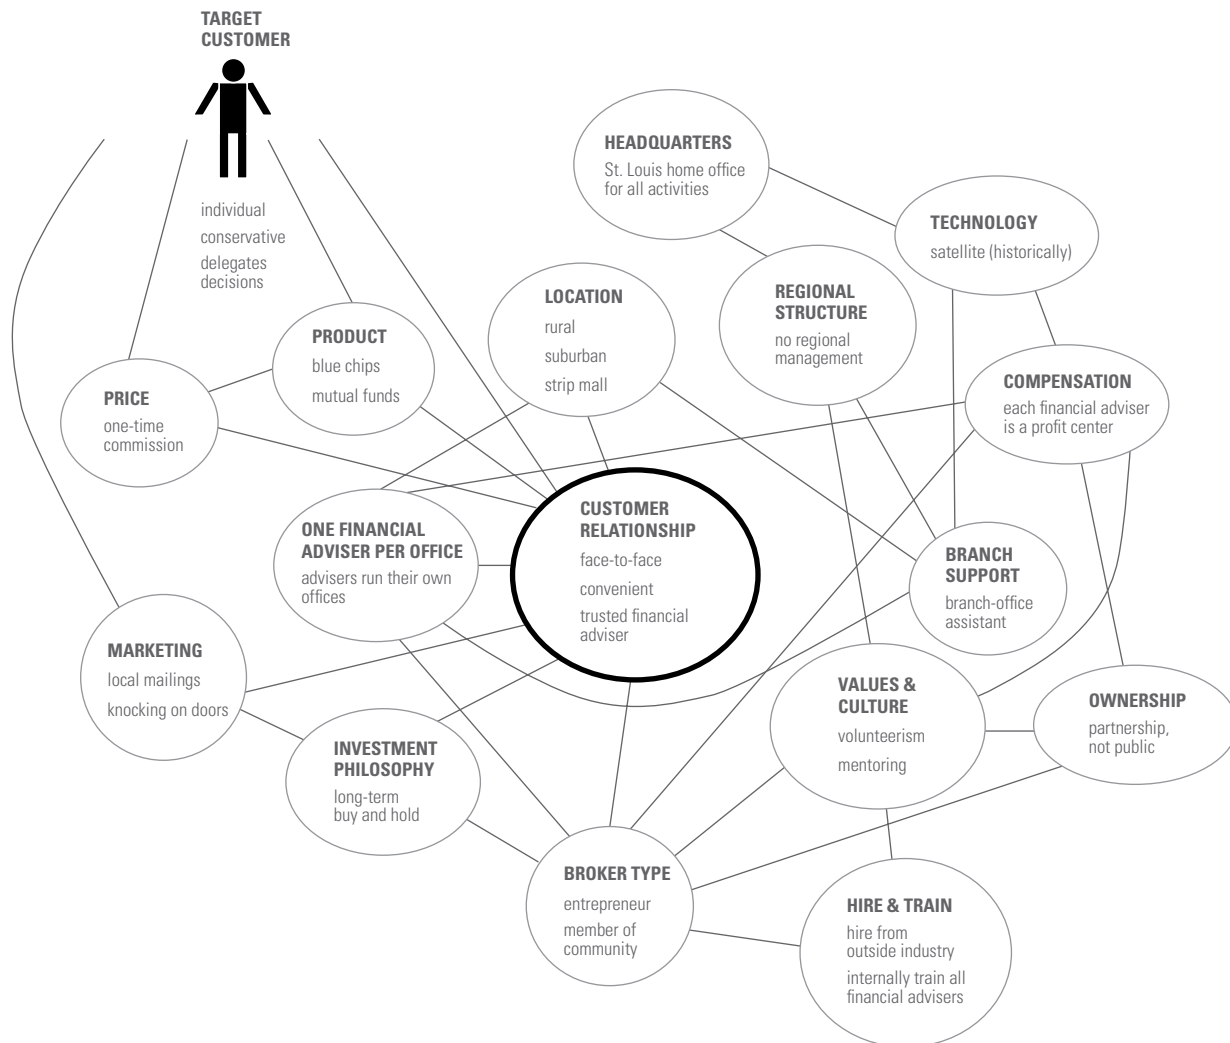 TARGET
CUSTOMER
individual
conservative
delegates
decisions
HEADQUARTERS
St. Louis home office
for all activities
TECHNOLOGY
satellite (historically)
REGIONAL
STRUCTURE
no regional
management
LOCATION
rural
suburban
strip mall
PRODUCT
blue chips
mutual funds
PRICE
one-time
commission
COMPENSATION
each financial adviser
is a profit center
CUSTOMER
RELATIONSHIP
face-to-face
convenient
trusted financial
adviser
ONE FINANCIAL
ADVISER PER OFFICE
advisers run their own
offices
BRANCH
SUPPORT
branch-office
assistant
MARKETING
local mailings
knocking on doors
VALUES &
CULTURE
volunteerism
mentoring
OWNERSHIP
partnership,
not public
INVESTMENT
PHILOSOPHY
long-term
buy and hold
BROKER TYPE
entrepreneur
member of
community
HIRE & TRAIN
hire from
outside industry
internally train all
financial advisers